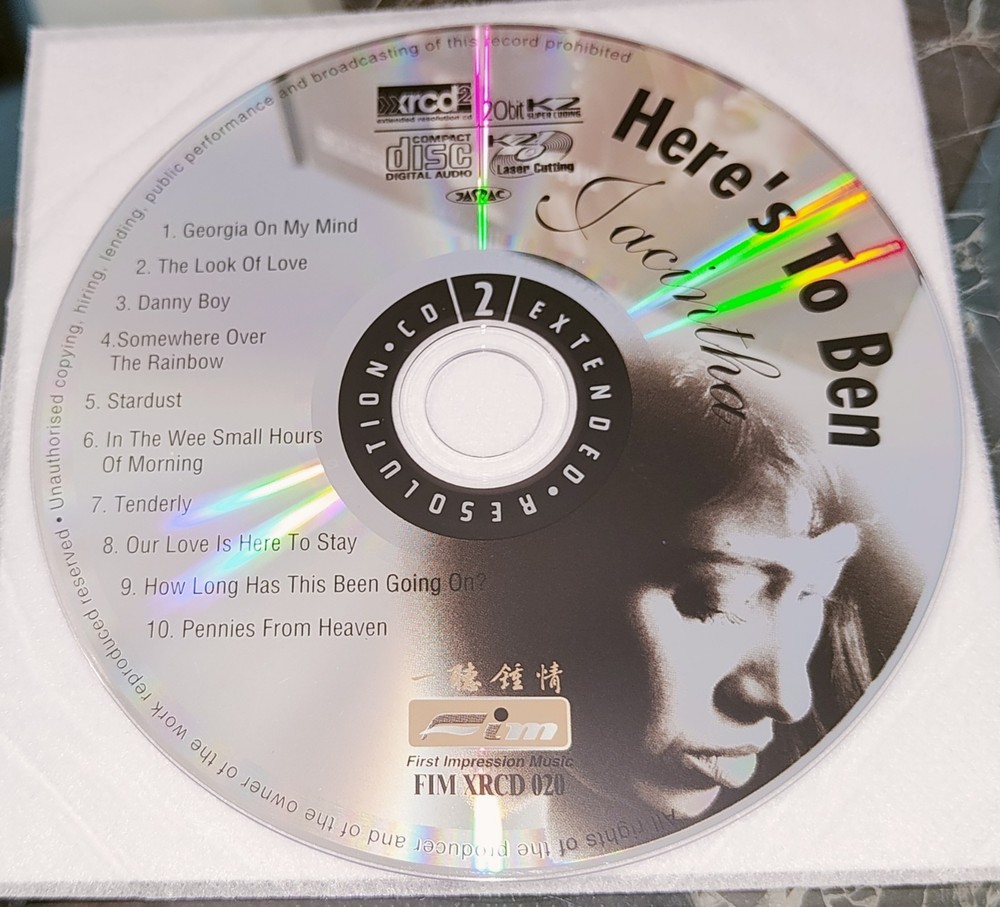 xrcd2
extended resolution cd
20bit K2
SUPER CODING
COMPACT
disc
DIGITAL AUDIO
K2
Laser Cutting
JASRAC
Here's To Ben
Jacintha
1. Georgia On My Mind
2. The Look Of Love
3. Danny Boy
4.Somewhere Over
The Rainbow
5. Stardust
6. In The Wee Small Hours
Of Morning
7. Tenderly
8. Our Love Is Here To Stay
9. How Long Has This Been Going On?
10. Pennies From Heaven
EXTENDED • RESOLUTION • CD 2
一聽鍾情
Fim
First Impression Music
FIM XRCD 020
All rights of the producer and of the owner of the work reproduced reserved • Unauthorised copying, hiring, lending, public performance and broadcasting of this record prohibited